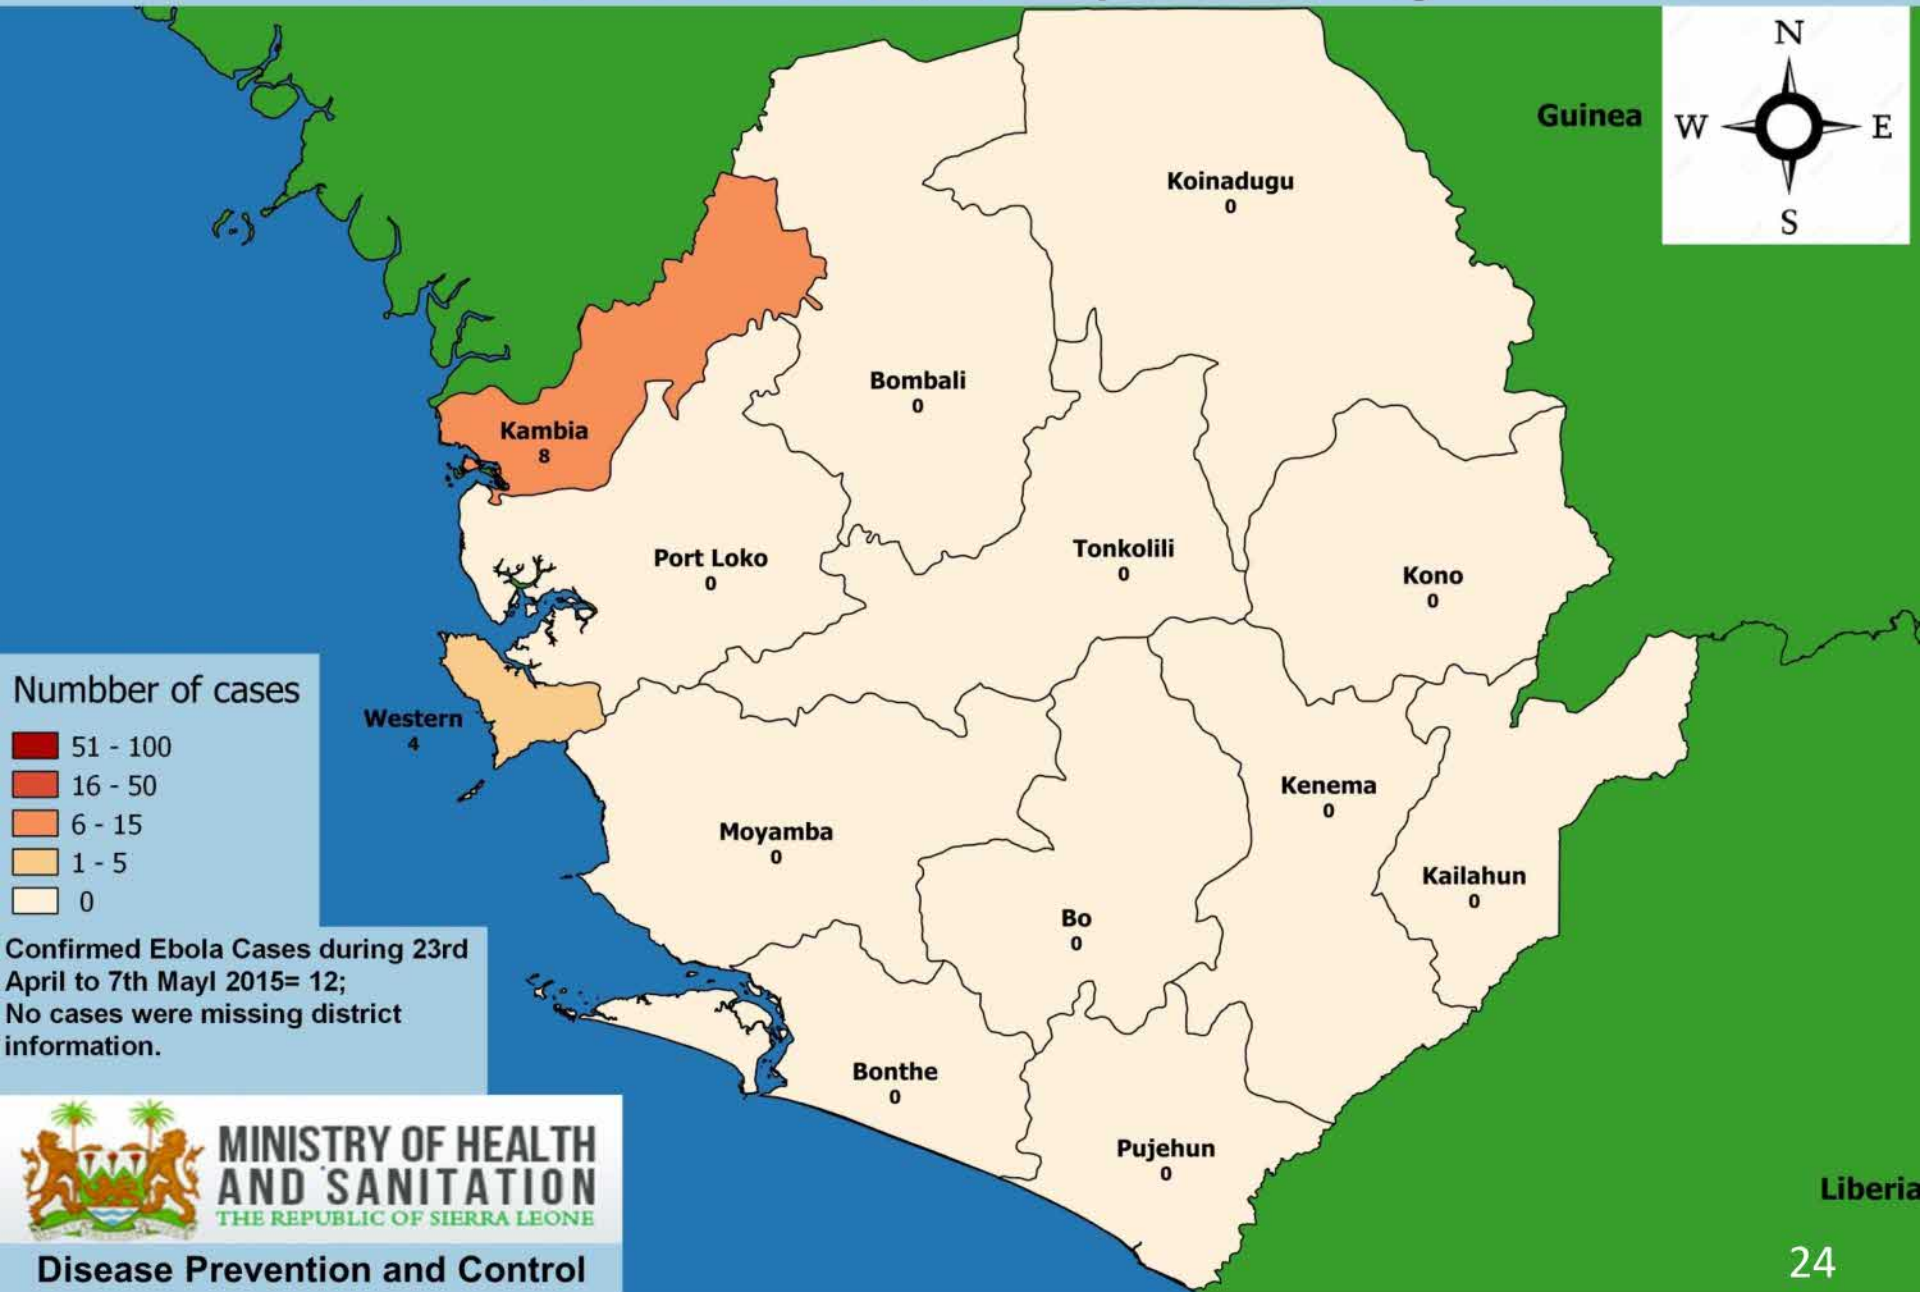 N
Guinea
W
E
S
Koinadugu
0
Bombali
0
Kambia
8
Port Loko
0
Tonkolili
0
Kono
0
Numbber of cases
51 - 100
16 - 50
6 - 15
1 - 5
0
Western
4
Kenema
0
Moyamba
0
Kailahun
0
Bo
0
Confirmed Ebola Cases during 23rd
April to 7th Mayl 2015= 12;
No cases were missing district
information.
Bonthe
0
Pujehun
0
Liberia
MINISTRY OF HEALTH
AND SANITATION
THE REPUBLIC OF SIERRA LEONE
Disease Prevention and Control
24